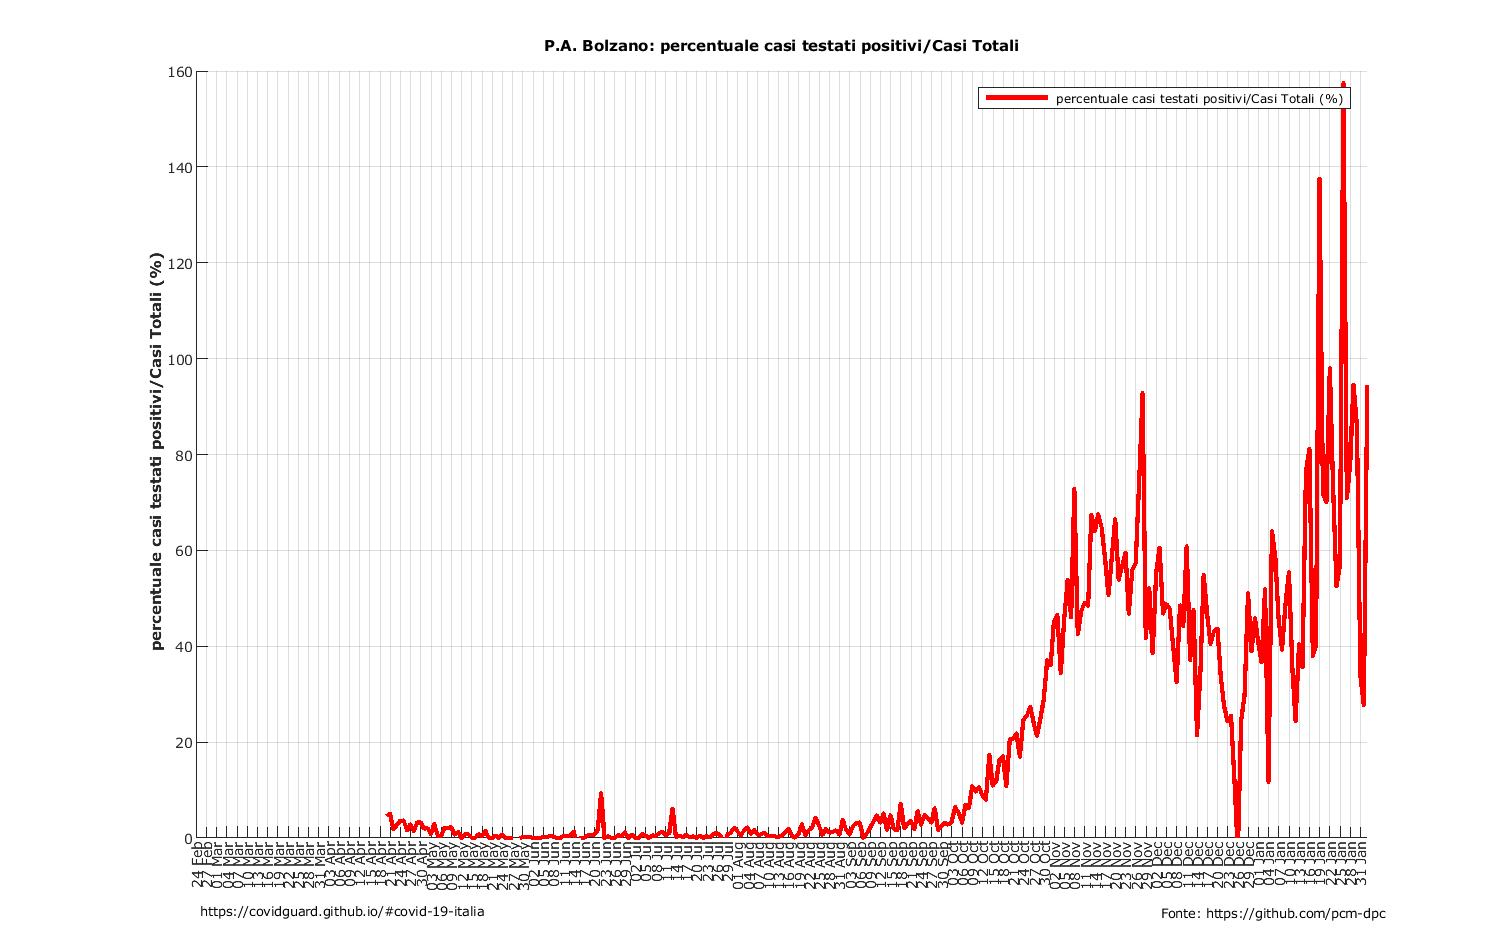 P.A. Bolzano: percentuale casi testati positivi/Casi Totali
percentuale casi testati positivi/Casi Totali (%)
percentuale casi testati positivi/Casi Totali (%)
160
140
120
100
80
60
40
20
0
24 Feb
27 Feb
01 Mar
04 Mar
07 Mar
10 Mar
13 Mar
16 Mar
19 Mar
22 Mar
25 Mar
28 Mar
31 Mar
03 Apr
06 Apr
09 Apr
12 Apr
15 Apr
18 Apr
21 Apr
24 Apr
27 Apr
30 Apr
03 May
06 May
09 May
12 May
15 May
18 May
21 May
24 May
27 May
30 May
02 Jun
05 Jun
08 Jun
11 Jun
14 Jun
17 Jun
20 Jun
23 Jun
26 Jun
29 Jun
02 Jul
05 Jul
08 Jul
11 Jul
14 Jul
17 Jul
20 Jul
23 Jul
26 Jul
29 Jul
01 Aug
04 Aug
07 Aug
10 Aug
13 Aug
16 Aug
19 Aug
22 Aug
25 Aug
28 Aug
31 Aug
03 Sep
06 Sep
09 Sep
12 Sep
15 Sep
18 Sep
21 Sep
24 Sep
27 Sep
30 Sep
03 Oct
06 Oct
09 Oct
12 Oct
15 Oct
18 Oct
21 Oct
24 Oct
27 Oct
30 Oct
02 Nov
05 Nov
08 Nov
11 Nov
14 Nov
17 Nov
20 Nov
23 Nov
26 Nov
29 Nov
02 Dec
05 Dec
08 Dec
11 Dec
14 Dec
17 Dec
20 Dec
23 Dec
26 Dec
29 Dec
01 Jan
04 Jan
07 Jan
10 Jan
13 Jan
16 Jan
19 Jan
22 Jan
25 Jan
28 Jan
31 Jan
https://covidguard.github.io/#covid-19-italia
Fonte: https://github.com/pcm-dpc